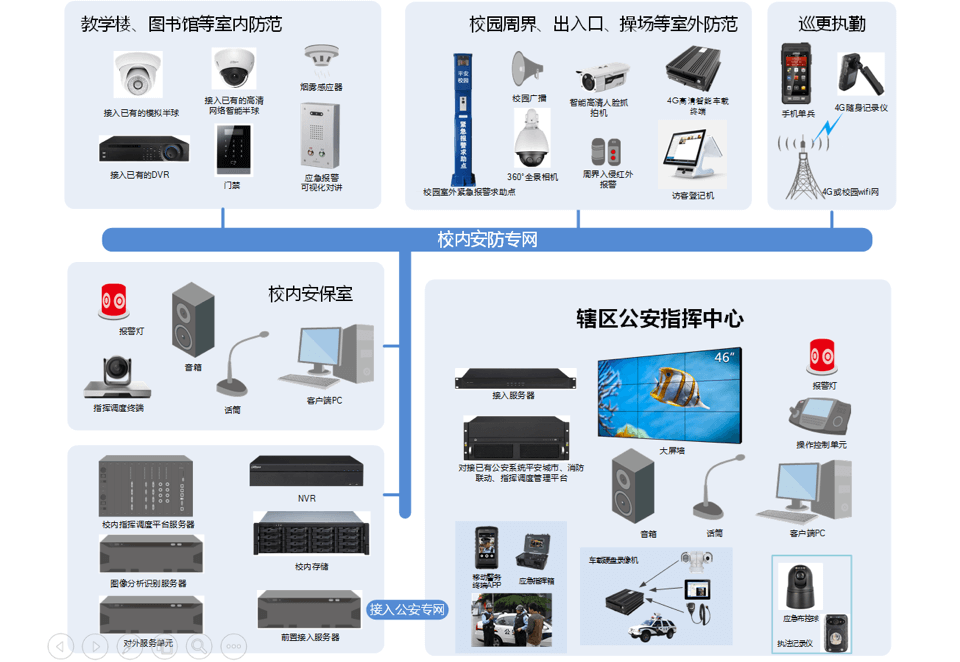 教学楼、图书馆等室内防范
接入已有的模拟半球
接入已有的高清
网络智能半球
烟雾感应器
接入已有的DVR
门禁
应急报警
可视化对讲
校园周界、出入口、操场等室外防范
平安
校园
紧急报警求助点
校园广播
智能高清人脸抓
拍机
4G高清智能车载
终端
360°全景相机
周界入侵红外
报警
访客登记机
校园室外紧急报警求助点
巡更执勤
手机单兵
4G随身记录仪
4G或校园wifi网
校内安防专网
校内安保室
报警灯
音箱
指挥调度终端
话筒
客户端PC
校内指挥调度平台服务器
NVR
图像分析识别服务器
校内存储
对外服务单元
前置接入服务器
接入公安专网
辖区公安指挥中心
接入服务器
46”
报警灯
大屏墙
操作控制单元
对接已有公安系统平安城市、消防
联动、指挥调度管理平台
音箱
话筒
客户端PC
移动警务
终端APP
应急指挥箱
车载硬盘录像机
应急布控球
执法记录仪